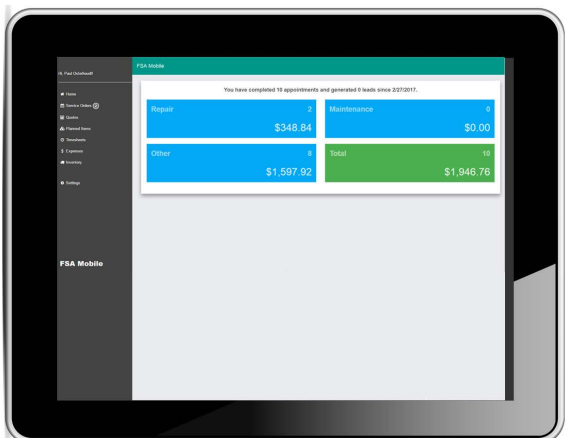 FSA Mobile
Hi, Paul
Home
Service Orders
Quotes
Planned Items
Timesheets
$ Expenses
Inventory
Settings
FSA Mobile
You have completed 10 appointments and generated 0 leads since 2/27/2017.
Repair 2
$348.84
Maintenance 0
$0.00
Other 8
$1,597.92
Total 10
$1,946.76